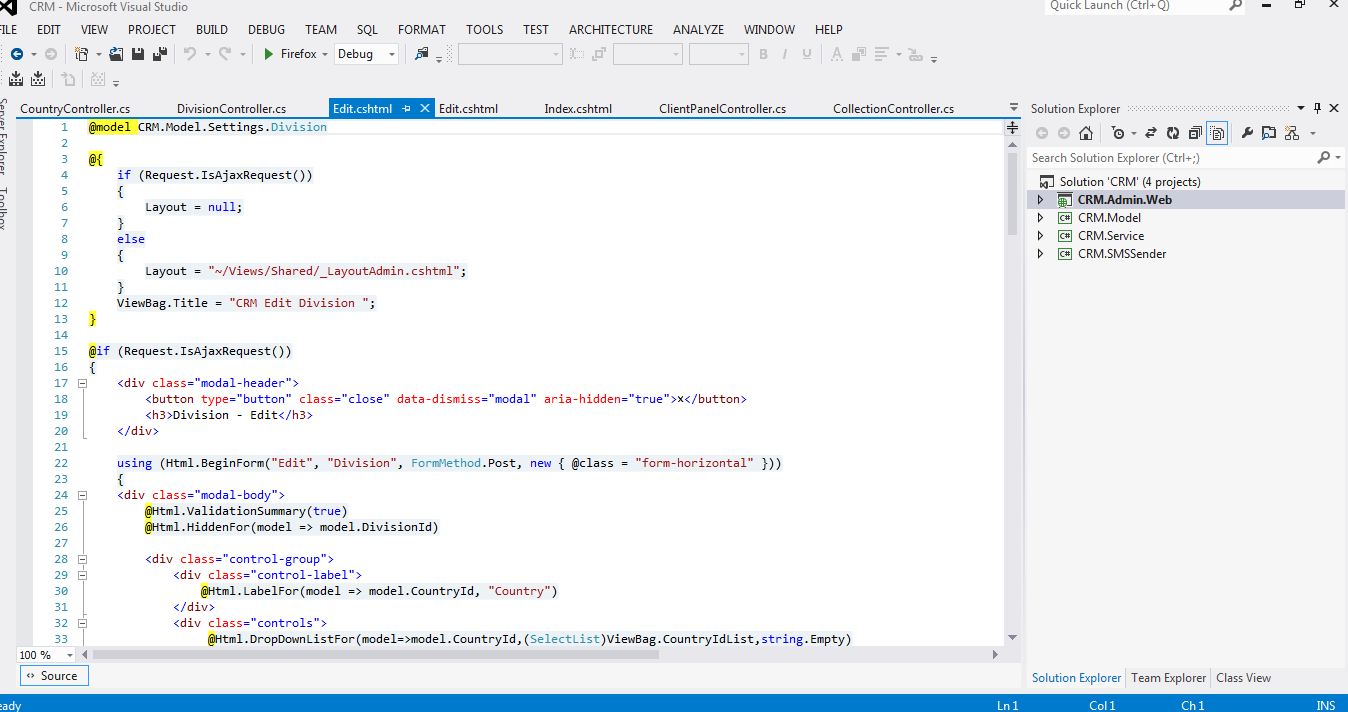 CRM - Microsoft Visual Studio
Quick Launch (Ctrl+Q)
FILE EDIT VIEW PROJECT BUILD DEBUG TEAM SQL FORMAT TOOLS TEST ARCHITECTURE ANALYZE WINDOW HELP
Firefox Debug B I U A
Server Explorer
Toolbox
CountryController.cs DivisionController.cs Edit.cshtml Edit.cshtml Index.cshtml ClientPanelController.cs CollectionController.cs
1 @model CRM.Model.Settings.Division
2
3 @{
4 if (Request.IsAjaxRequest())
5 {
6 Layout = null;
7 }
8 else
9 {
10 Layout = "~/Views/Shared/_LayoutAdmin.cshtml";
11 }
12 ViewBag.Title = "CRM Edit Division ";
13 }
14
15 @if (Request.IsAjaxRequest())
16 {
17 <div class="modal-header">
18 <button type="button" class="close" data-dismiss="modal" aria-hidden="true">×</button>
19 <h3>Division - Edit</h3>
20 </div>
21
22 using (Html.BeginForm("Edit", "Division", FormMethod.Post, new { @class = "form-horizontal" }))
23 {
24 <div class="modal-body">
25 @Html.ValidationSummary(true)
26 @Html.HiddenFor(model => model.DivisionId)
27
28 <div class="control-group">
29 <div class="control-label">
30 @Html.LabelFor(model => model.CountryId, "Country")
31 </div>
32 <div class="controls">
33 @Html.DropDownListFor(model=>model.CountryId,(SelectList)ViewBag.CountryIdList,string.Empty)
100 %
Source
Solution Explorer
Search Solution Explorer (Ctrl+;)
Solution 'CRM' (4 projects)
CRM.Admin.Web
C# CRM.Model
C# CRM.Service
C# CRM.SMSSender
Solution Explorer Team Explorer Class View
eady Ln 1 Col 1 Ch 1 INS